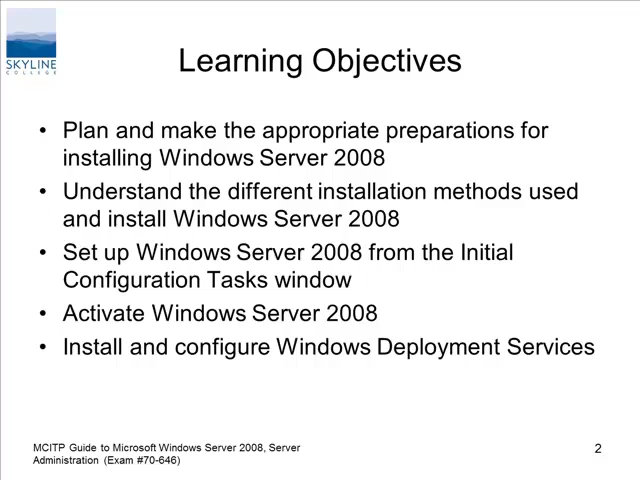 SKYLINE
COLLEGE
Learning Objectives
• Plan and make the appropriate preparations for
installing Windows Server 2008
• Understand the different installation methods used
and install Windows Server 2008
• Set up Windows Server 2008 from the Initial
Configuration Tasks window
• Activate Windows Server 2008
• Install and configure Windows Deployment Services
MCITP Guide to Microsoft Windows Server 2008, Server
Administration (Exam #70-646)
2